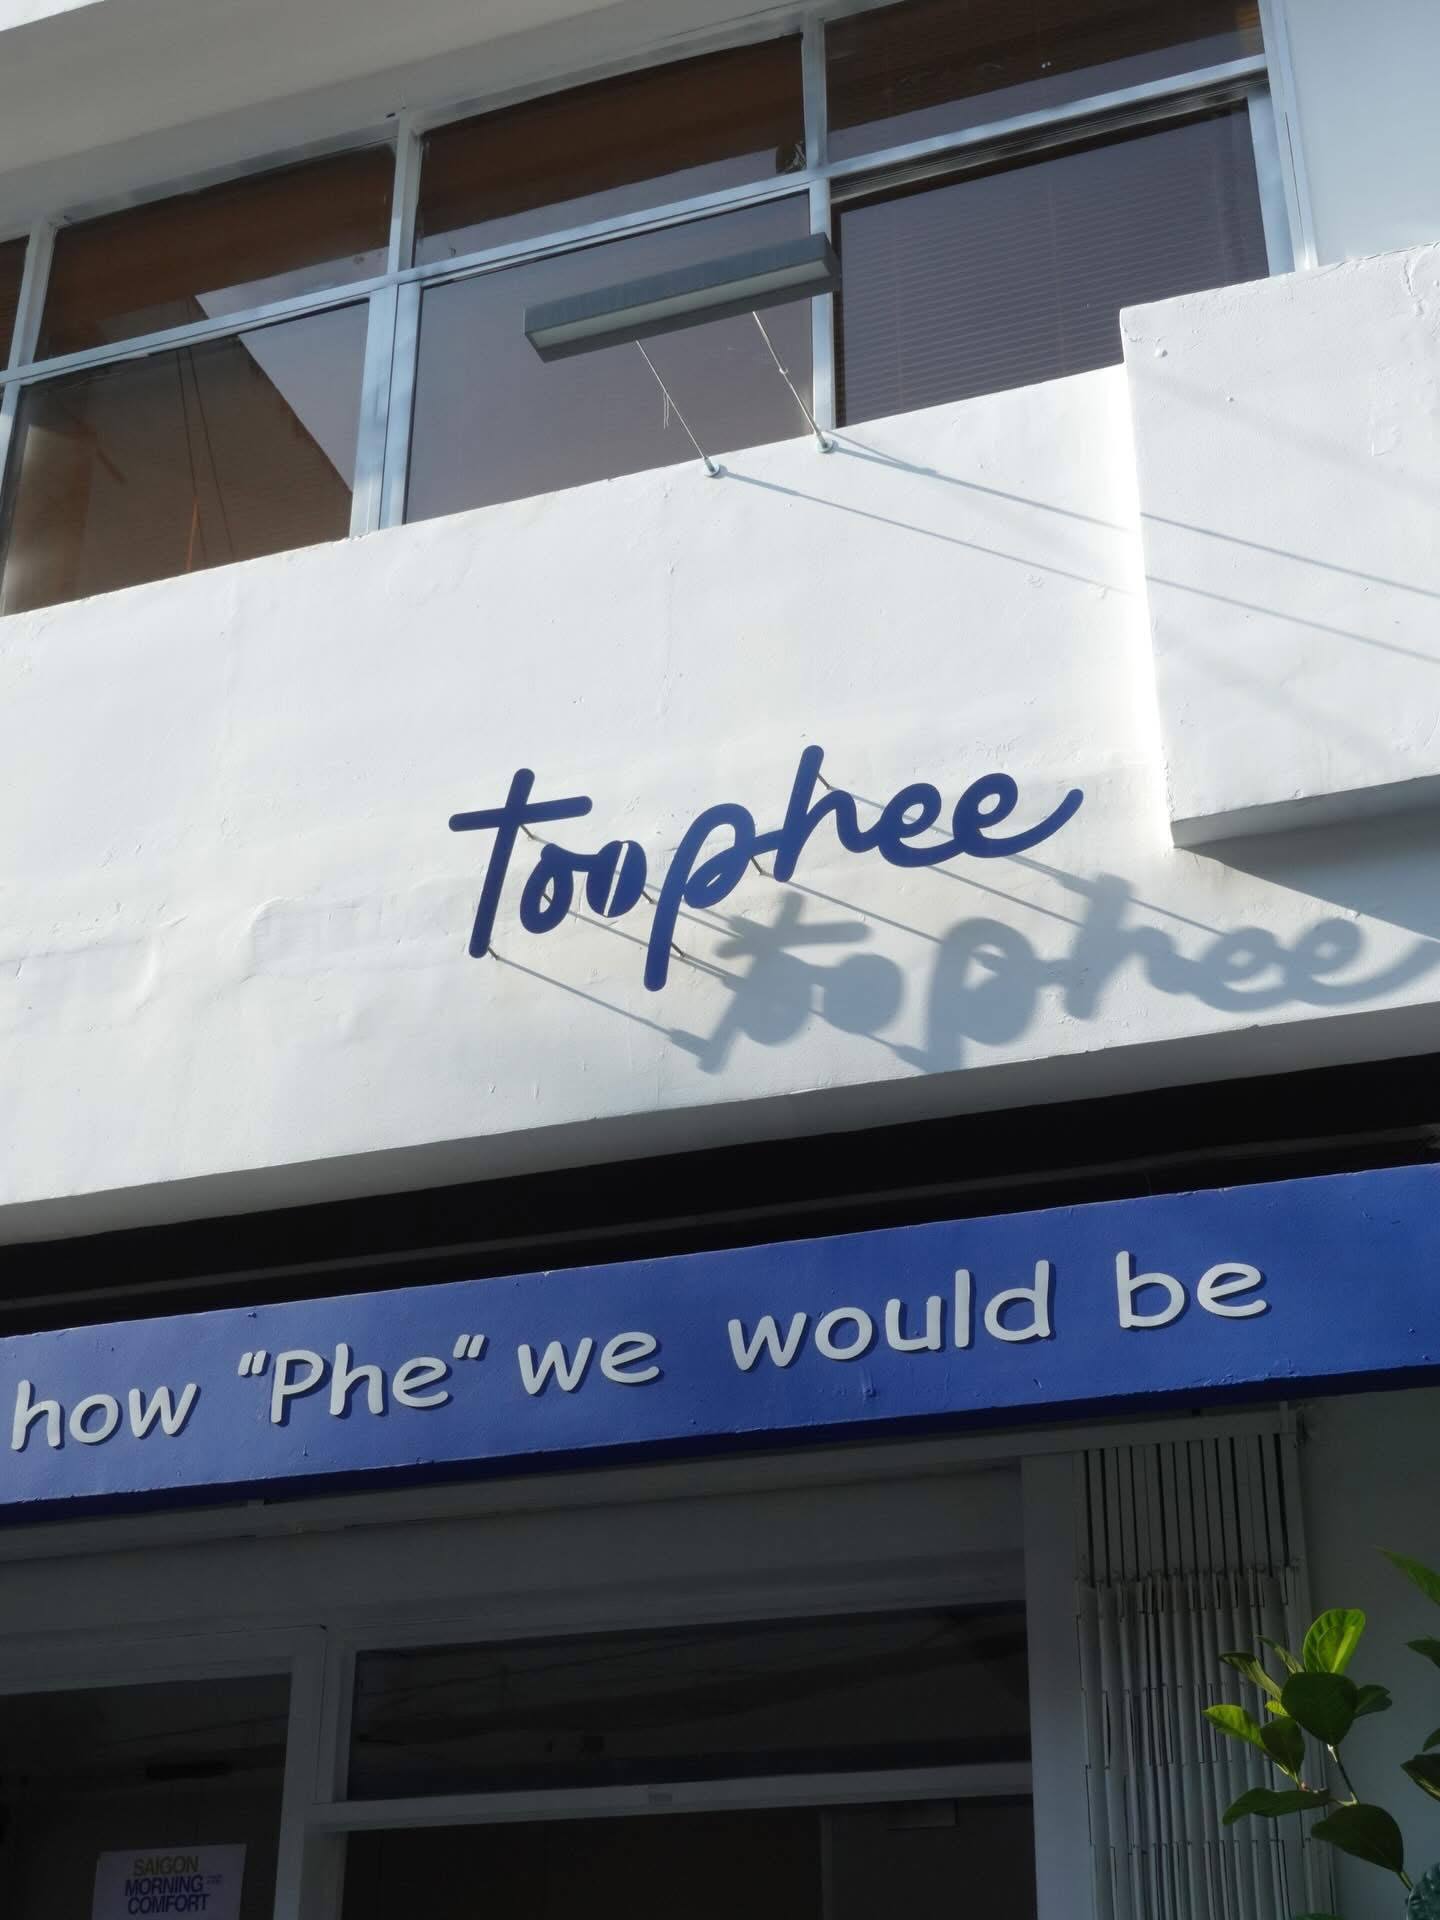 toophee
how "Phe" we would be
SAIGON
MORNING
COMFORT